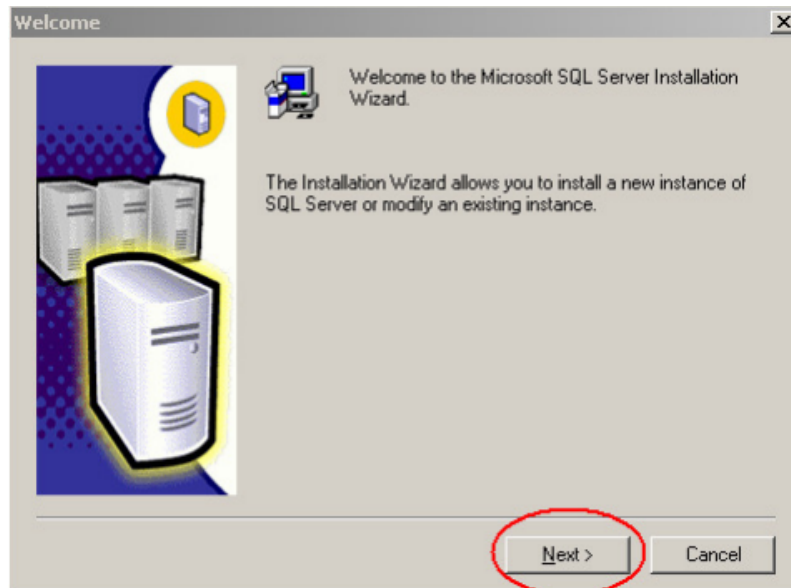 Welcome
Welcome to the Microsoft SQL Server Installation
Wizard.
The Installation Wizard allows you to install a new instance of
SQL Server or modify an existing instance.
Next >
Cancel